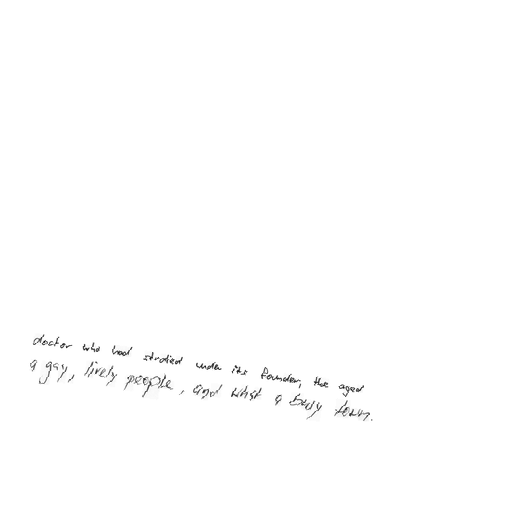 doctor who had studied under its founder, the aged
a gay, lively people, and what a busy town.